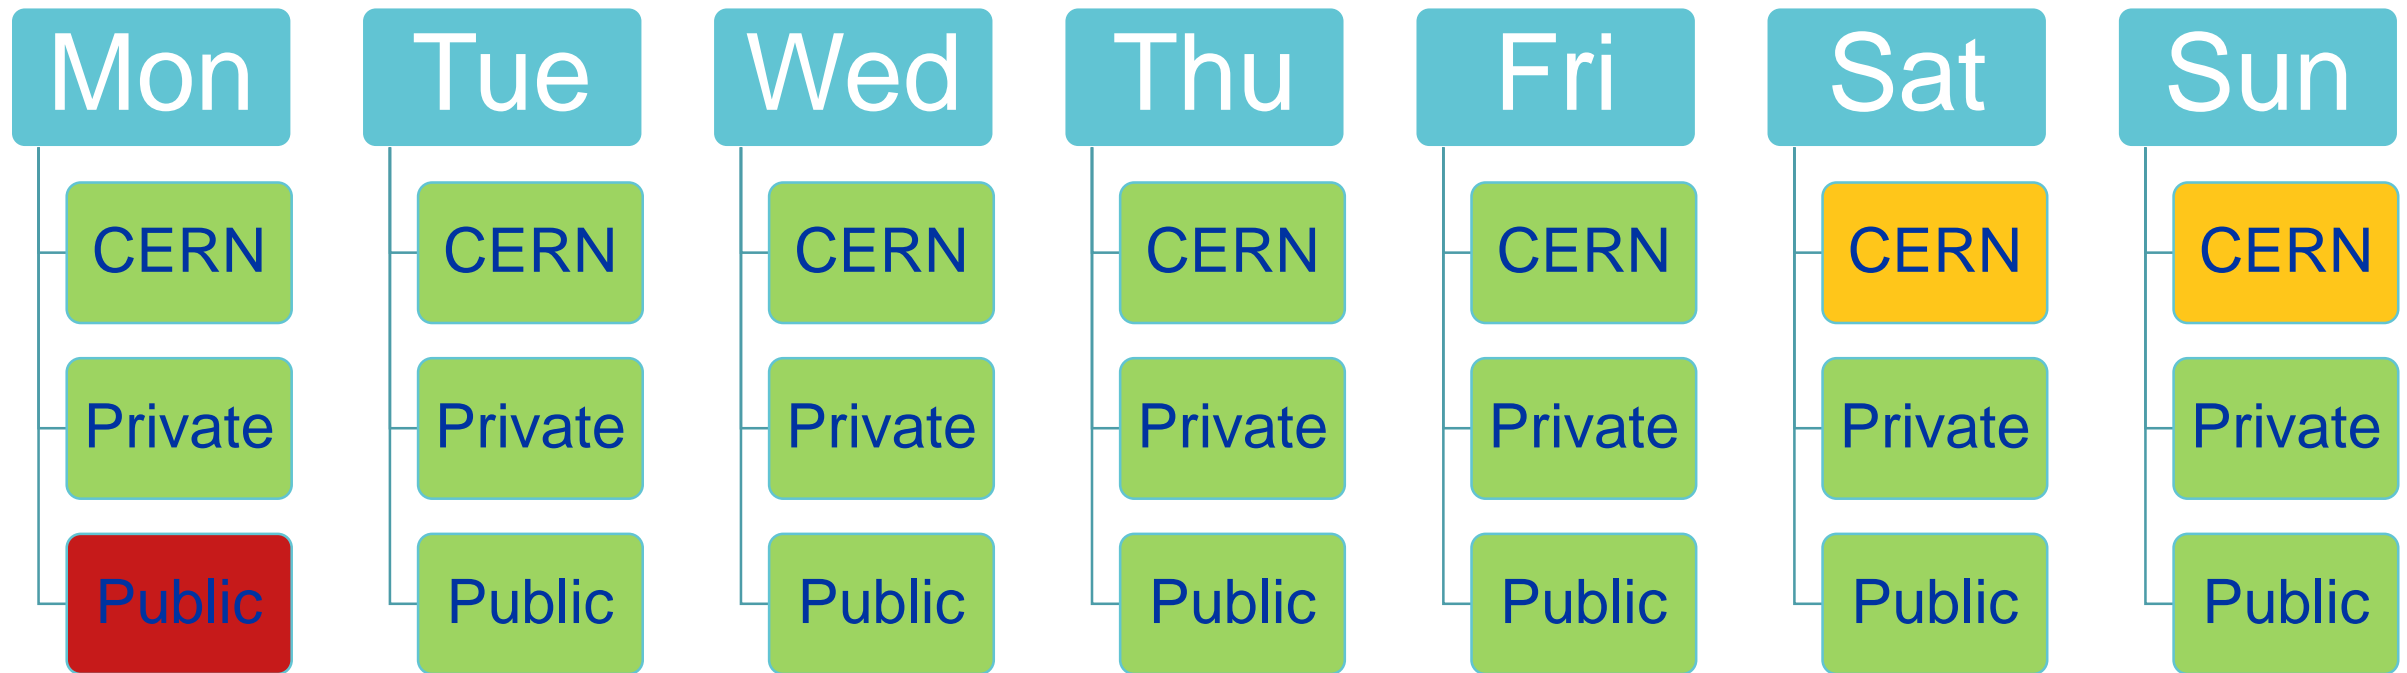 Mon Tue Wed Thu Fri Sat Sun
CERN CERN CERN CERN CERN CERN CERN
Private Private Private Private Private Private Private
Public Public Public Public Public Public Public